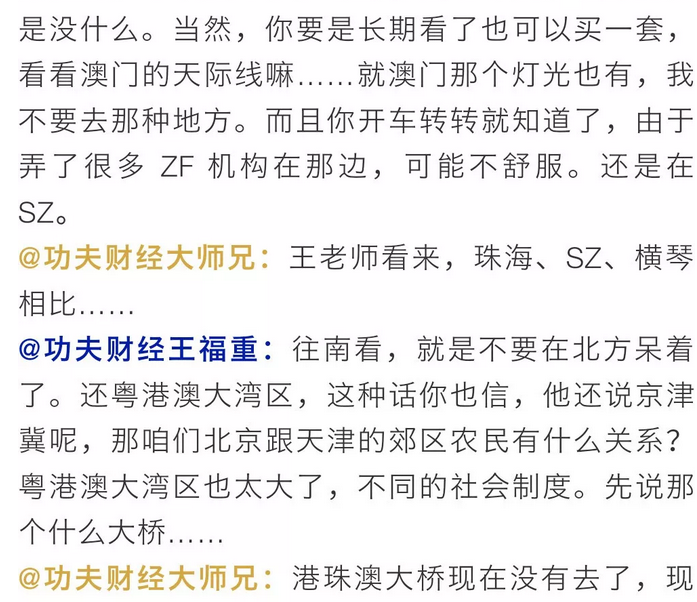 是没什么。当然，你要是长期看了也可以买一套，
看看澳门的天际线嘛……就澳门那个灯光也有，我
不要去那种地方。而且你开车转转就知道了，由于
弄了很多 ZF 机构在那边，可能不舒服。还是在
SZ。
@功夫财经大师兄：王老师看来，珠海、SZ、横琴
相比……
@功夫财经王福重：往南看，就是不要在北方呆着
了。还粤港澳大湾区，这种话你也信，他还说京津
冀呢，那咱们北京跟天津的郊区农民有什么关系？
粤港澳大湾区也太大了，不同的社会制度。先说那
个什么大桥……
@功夫财经大师兄：港珠澳大桥现在没有去了，现